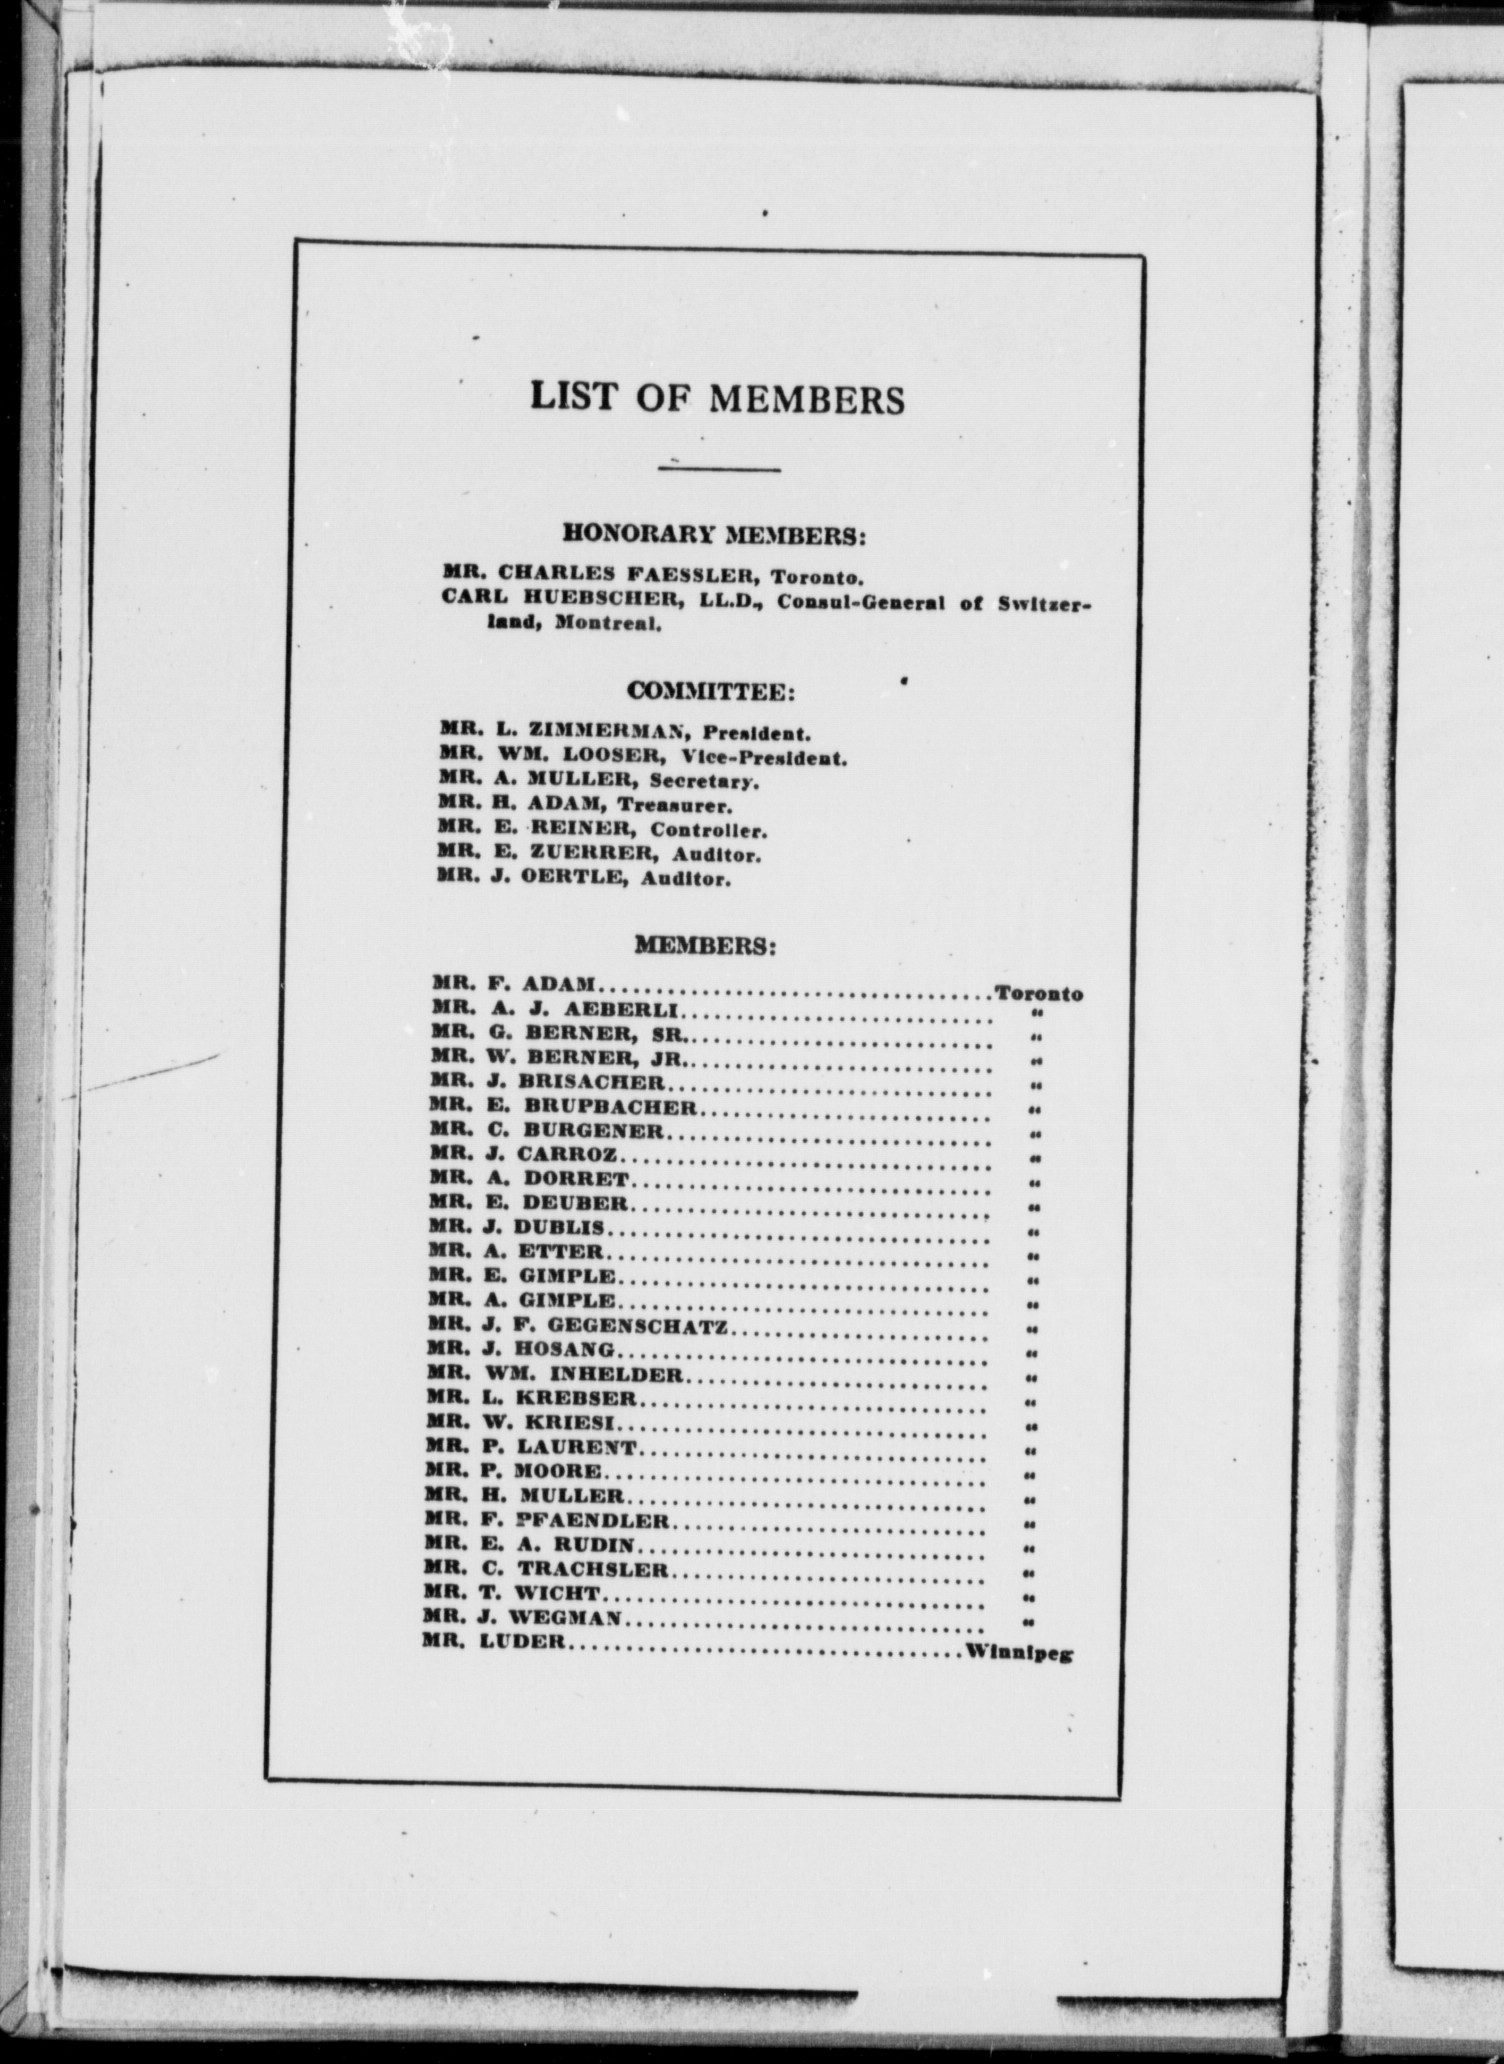 LIST OF MEMBERS
HONORARY MEMBERS:
MR. CHARLES FAESSLER, Toronto.
CARL HUEBSCHER, LL.D., Consul-General of Switzer-
land, Montreal.
COMMITTEE:
MR. L. ZIMMERMAN, President.
MR. WM. LOOSER, Vice-President.
MR. A. MULLER, Secretary.
MR. H. ADAM, Treasurer.
MR. E. REINER, Controller.
MR. E. ZUERRER, Auditor.
MR. J. OERTLE, Auditor.
MEMBERS:
MR. F. ADAM..................................Toronto
MR. A. J. AEBERLI........................... "
MR. G. BERNER, SR........................... "
MR. W. BERNER, JR........................... "
MR. J. BRISACHER............................ "
MR. E. BRUPBACHER......................... "
MR. C. BURGENER............................ "
MR. J. CARROZ................................ "
MR. A. DORRET............................... "
MR. E. DEUBER............................... "
MR. J. DUBLIS................................. "
MR. A. ETTER................................. "
MR. E. GIMPLE................................ "
MR. A. GIMPLE................................ "
MR. J. F. GEGENSCHATZ...................... "
MR. J. HOSANG................................ "
MR. WM. INHELDER.......................... "
MR. L. KREBSER.............................. "
MR. W. KRIESI................................ "
MR. P. LAURENT.............................. "
MR. P. MOORE................................. "
MR. H. MULLER............................... "
MR. F. PFAENDLER........................... "
MR. E. A. RUDIN.............................. "
MR. C. TRACHSLER........................... "
MR. T. WICHT................................. "
MR. J. WEGMAN............................... "
MR. LUDER..................................Winnipeg